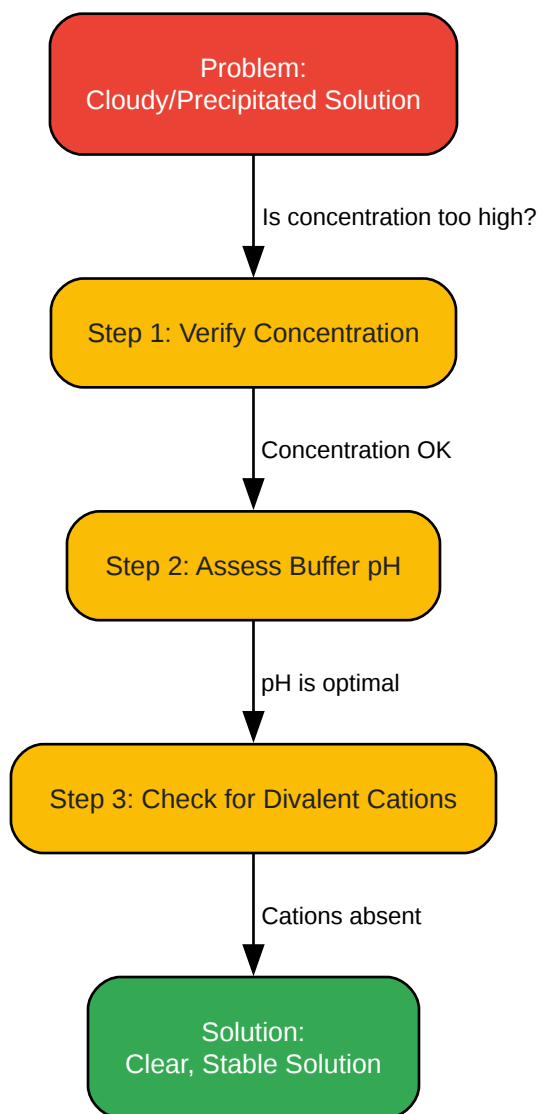 Problem:
Cloudy/Precipitated Solution
Is concentration too high?
Step 1: Verify Concentration
Concentration OK
Step 2: Assess Buffer pH
pH is optimal
Step 3: Check for Divalent Cations
Cations absent
Solution:
Clear, Stable Solution